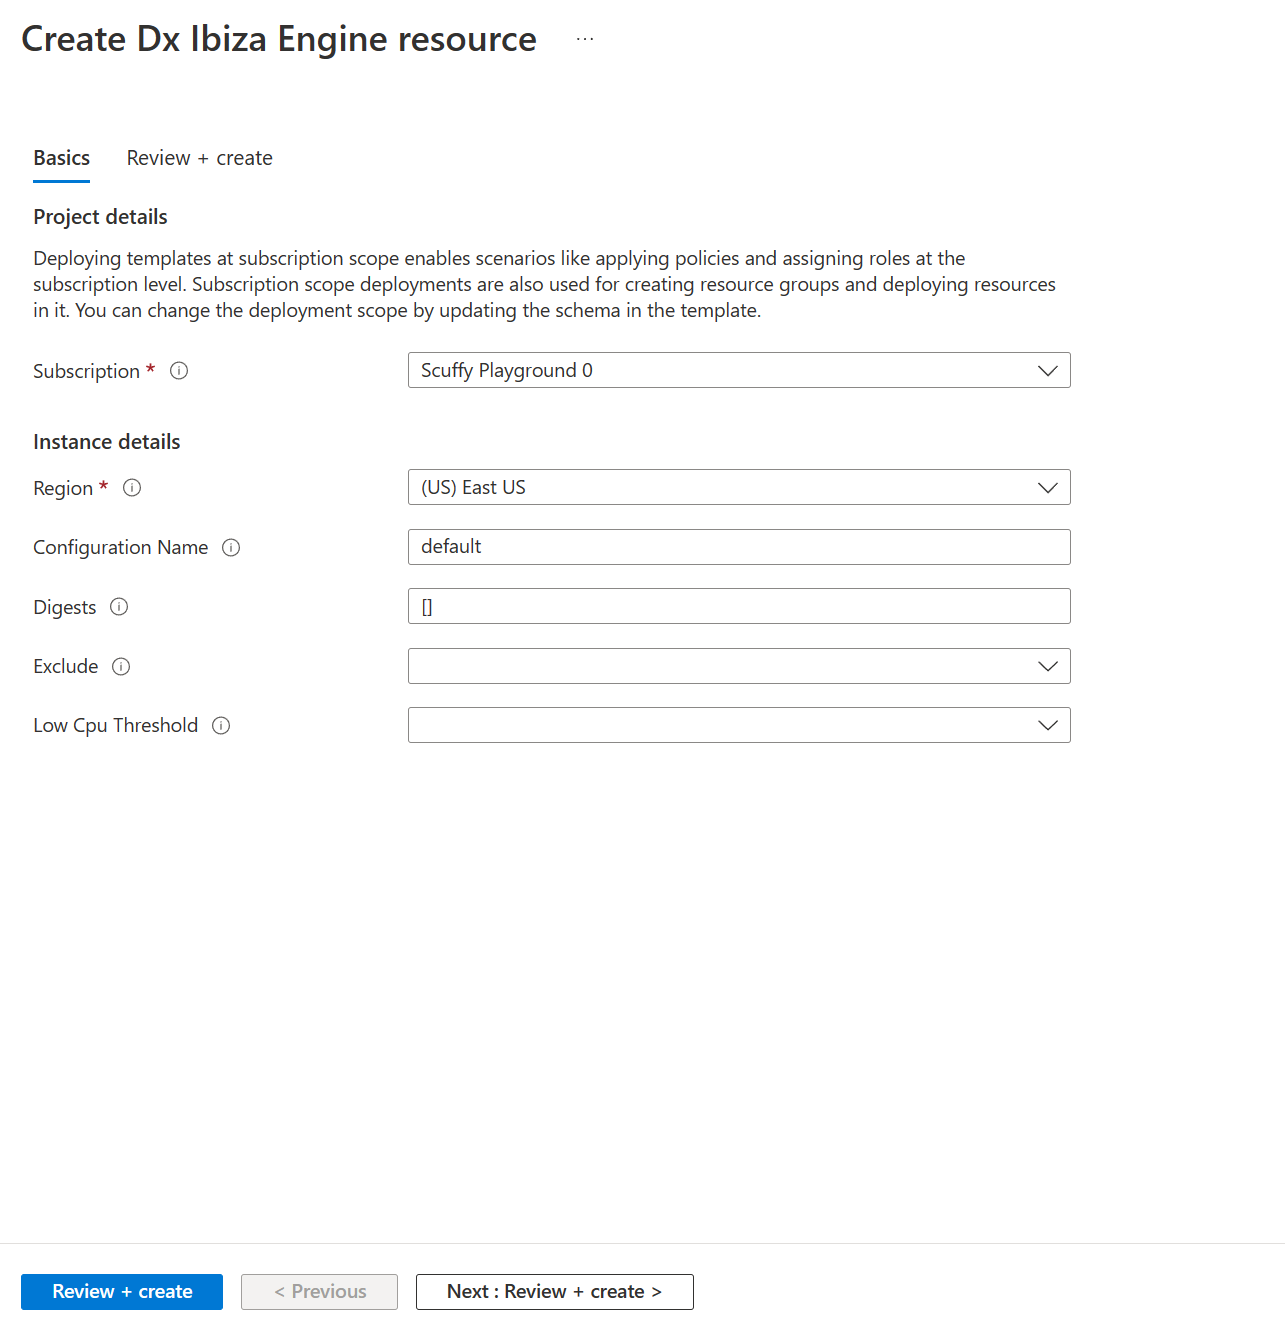 Create Dx Ibiza Engine resource ...
Basics Review + create
Project details
Deploying templates at subscription scope enables scenarios like applying policies and assigning roles at the
subscription level. Subscription scope deployments are also used for creating resource groups and deploying resources
in it. You can change the deployment scope by updating the schema in the template.
Subscription * Scuffy Playground 0
Instance details
Region * (US) East US
Configuration Name default
Digests []
Exclude
Low Cpu Threshold
Review + create < Previous Next : Review + create >